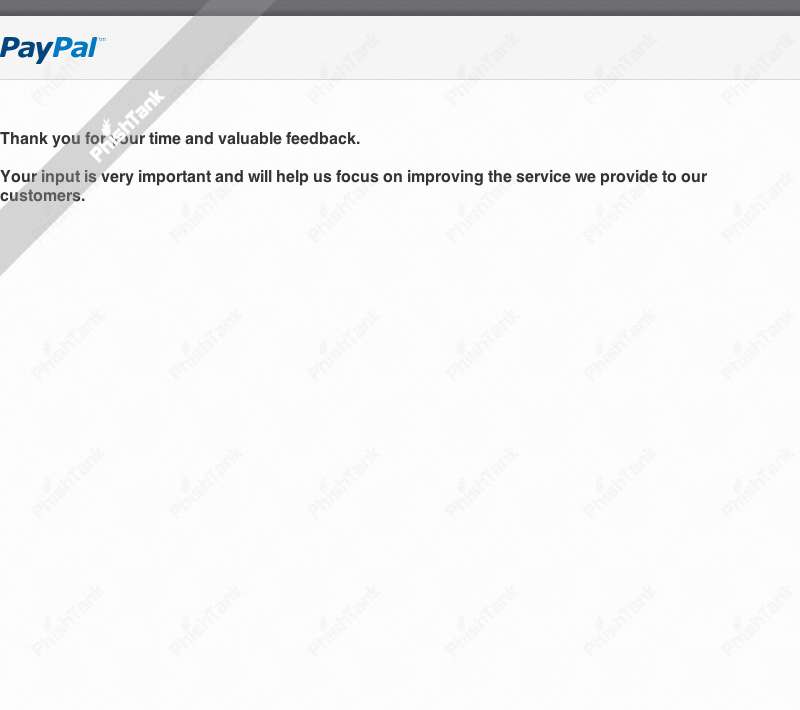 PayPal™
PhishTank
Thank you for your time and valuable feedback.
Your input is very important and will help us focus on improving the service we provide to our
customers.